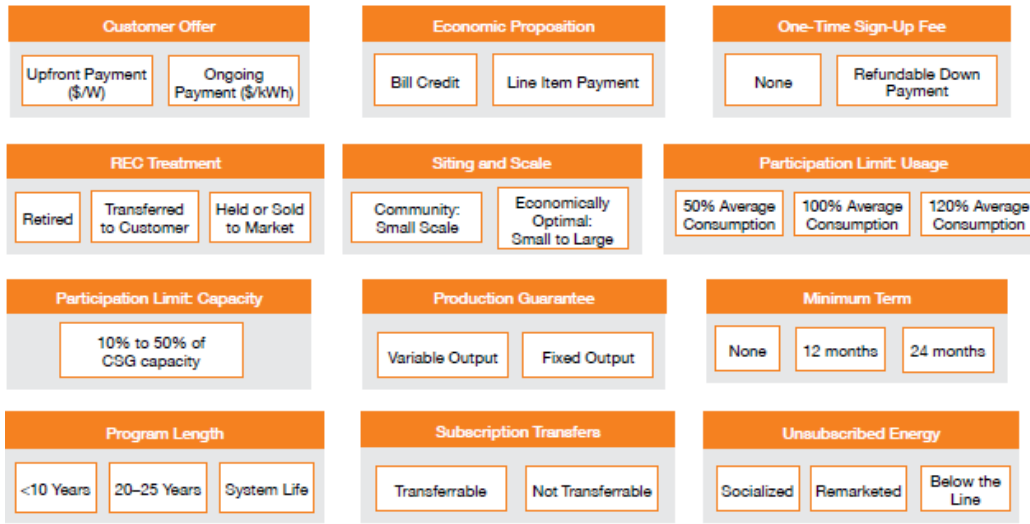 Customer Offer
Upfront Payment
($/W)
Ongoing
Payment ($/kWh)
Economic Proposition
Bill Credit
Line Item Payment
One-Time Sign-Up Fee
None
Refundable Down
Payment
REC Treatment
Retired
Transferred
to Customer
Held or Sold
to Market
Siting and Scale
Community:
Small Scale
Economically
Optimal:
Small to Large
Participation Limit: Usage
50% Average
Consumption
100% Average
Consumption
120% Average
Consumption
Participation Limit: Capacity
10% to 50% of
CSG capacity
Production Guarantee
Variable Output
Fixed Output
Minimum Term
None
12 months
24 months
Program Length
<10 Years
20–25 Years
System Life
Subscription Transfers
Transferrable
Not Transferrable
Unsubscribed Energy
Socialized
Remarketed
Below the
Line